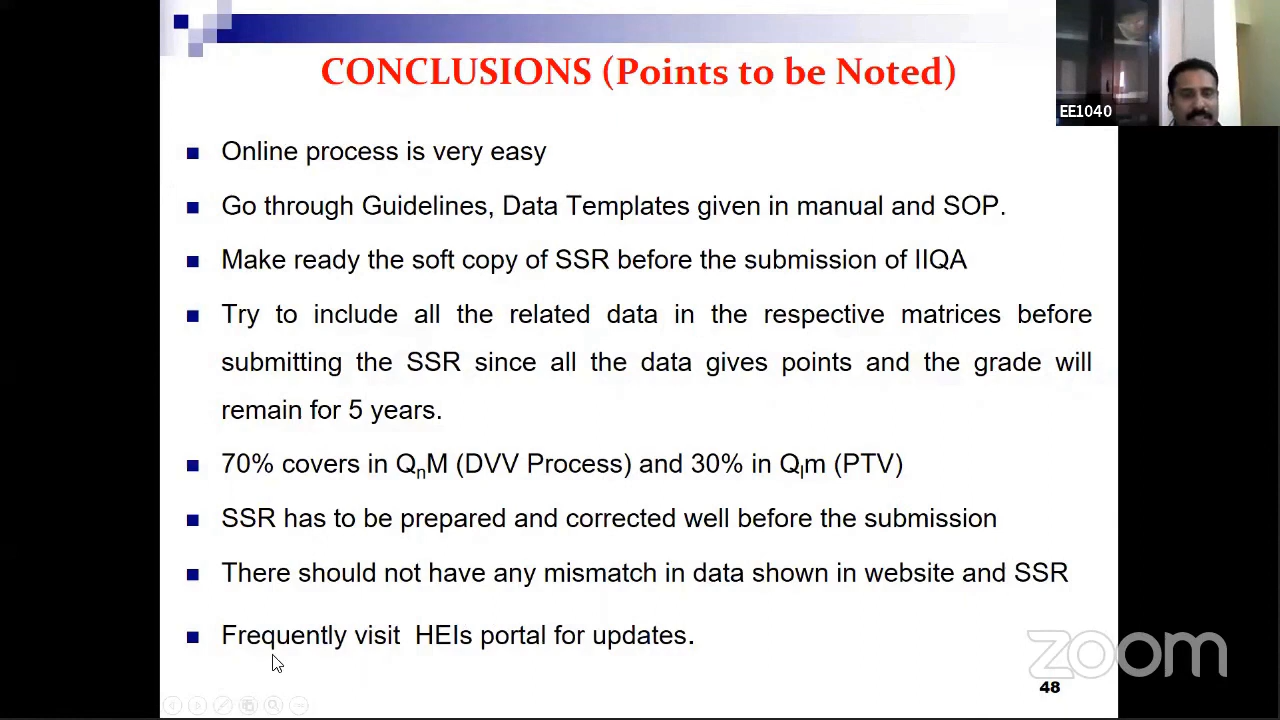 CONCLUSIONS (Points to be Noted)
EE1040
Online process is very easy
Go through Guidelines, Data Templates given in manual and SOP.
Make ready the soft copy of SSR before the submission of IIQA
Try to include all the related data in the respective matrices before
submitting the SSR since all the data gives points and the grade will
remain for 5 years.
70% covers in QnM (DVV Process) and 30% in Qlm (PTV)
SSR has to be prepared and corrected well before the submission
There should not have any mismatch in data shown in website and SSR
Frequently visit HEIs portal for updates.
zoom
48